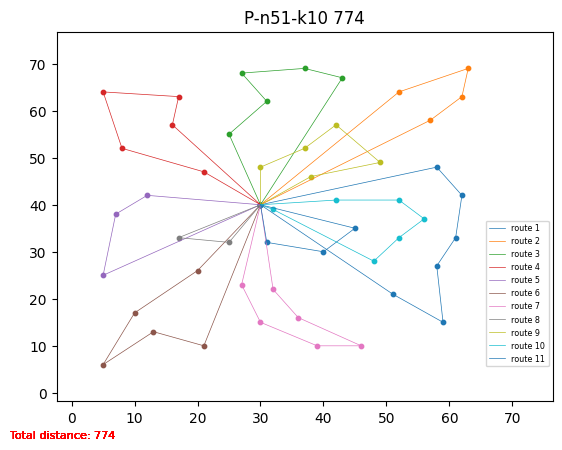 P-n51-k10 774
70
60
50
40
30
20
10
0
route 1
route 2
route 3
route 4
route 5
route 6
route 7
route 8
route 9
route 10
route 11
0 10 20 30 40 50 60 70
Total distance: 774